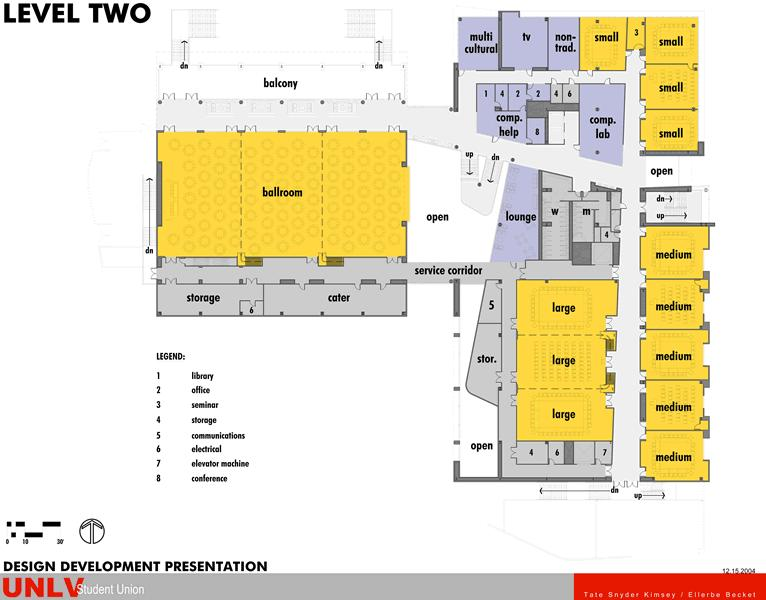 LEVEL TWO
multi cultural
tv
non-trad.
small
3
small
small
small
dn
dn
balcony
1
4
2
2
4
6
comp. help
8
comp. lab
up
dn
open
dn
up
ballroom
open
lounge
w
m
4
dn
service corridor
storage
6
cater
5
stor.
open
large
large
large
4
6
7
medium
medium
medium
medium
medium
dn
up
LEGEND:
1 library
2 office
3 seminar
4 storage
5 communications
6 electrical
7 elevator machine
8 conference
0 10 30'
DESIGN DEVELOPMENT PRESENTATION
12.15.2004
UNLV Student Union
Tate Snyder Kimsey / Ellerbe Becket